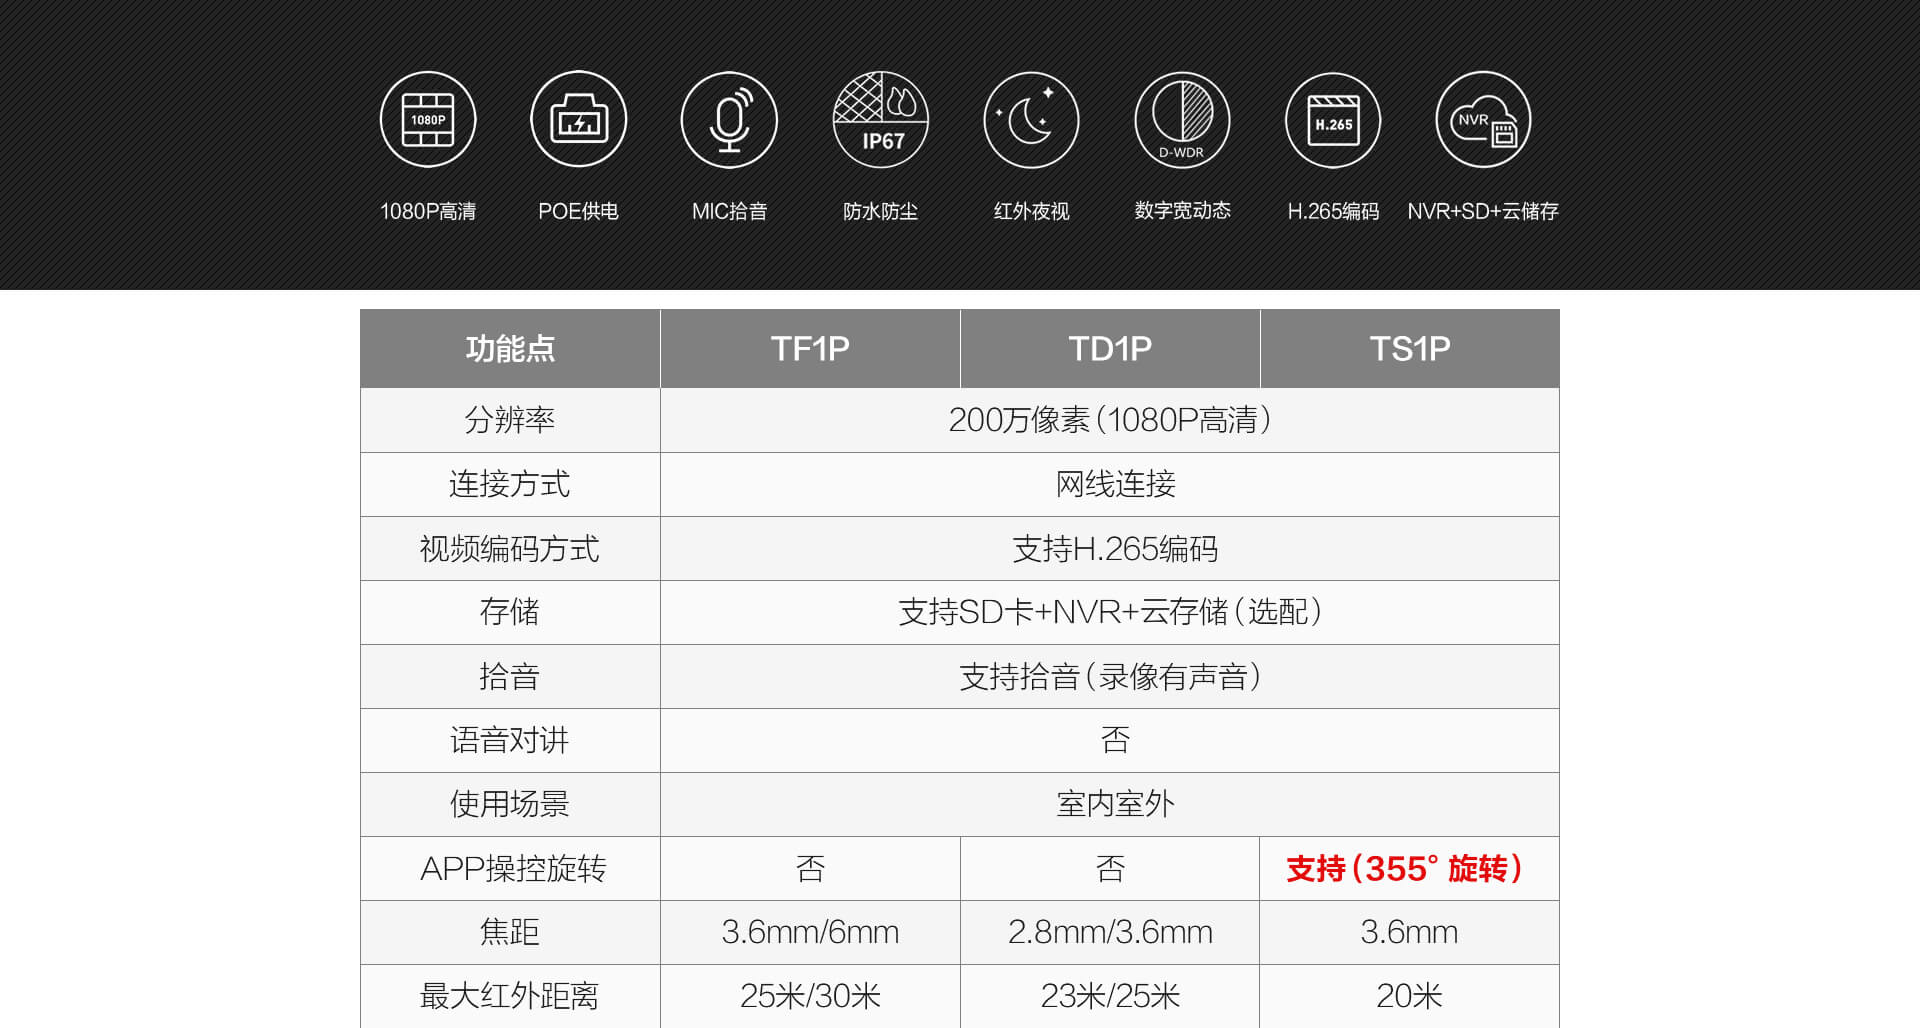 1080P
IP67
D-WDR
H.265
NVR
1080P高清 POE供电 MIC拾音 防水防尘 红外夜视 数字宽动态 H.265编码 NVR+SD+云储存
功能点 TF1P TD1P TS1P
分辨率 200万像素(1080P高清)
连接方式 网线连接
视频编码方式 支持H.265编码
存储 支持SD卡+NVR+云存储(选配)
拾音 支持拾音(录像有声音)
语音对讲 否
使用场景 室内室外
APP操控旋转 否 否 支持(355°旋转)
焦距 3.6mm/6mm 2.8mm/3.6mm 3.6mm
最大红外距离 25米/30米 23米/25米 20米